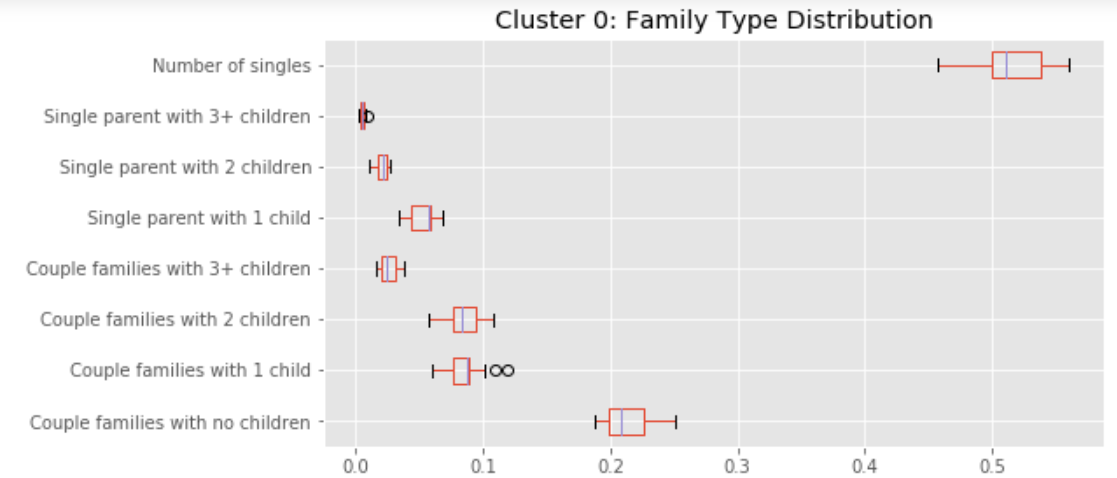 Cluster 0: Family Type Distribution
Number of singles
Single parent with 3+ children
Single parent with 2 children
Single parent with 1 child
Couple families with 3+ children
Couple families with 2 children
Couple families with 1 child
Couple families with no children
0.0 0.1 0.2 0.3 0.4 0.5